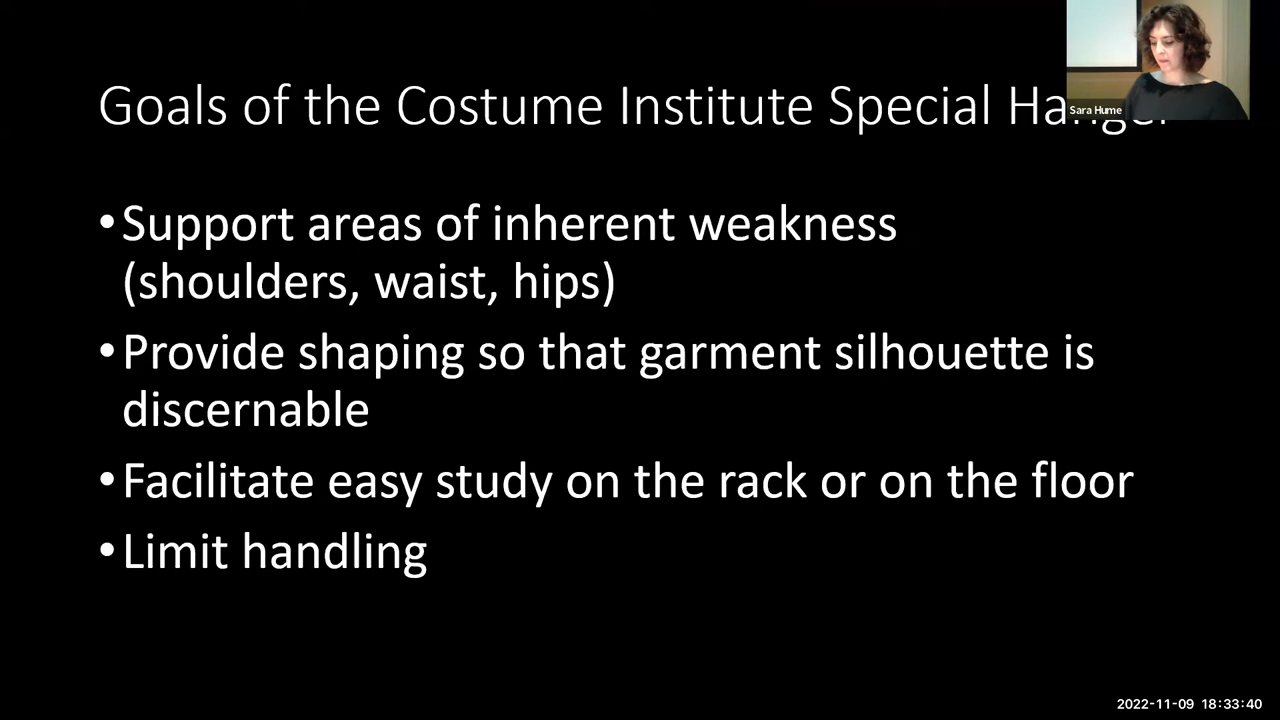 Goals of the Costume Institute Special Hanger
Sara Hume
• Support areas of inherent weakness
(shoulders, waist, hips)
• Provide shaping so that garment silhouette is
discernable
• Facilitate easy study on the rack or on the floor
• Limit handling
2022-11-09 18:33:40